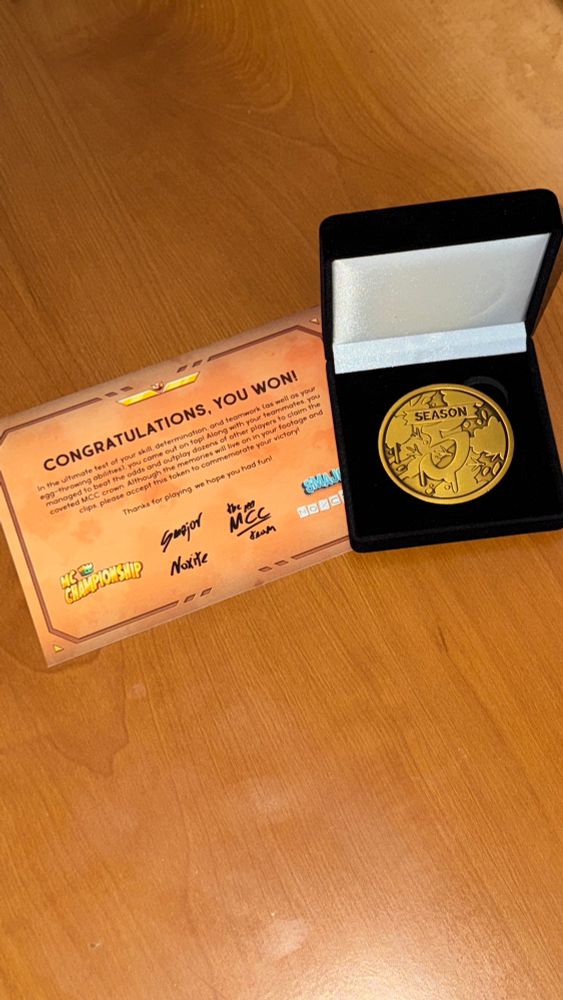 CONGRATULATIONS, YOU WON!
In the ultimate test of your skill, determination, and teamwork (as well as your
egg-throwing abilities), you came out on top! Along with your teammates, you
managed to beat the odds and outplay dozens of other players to claim the
coveted MCC crown. Although the memories will live on in your footage and
clips, please accept this token to commemorate your victory!
Thanks for playing, we hope you had fun!
Smajor
the MCC
team
Noxite
MC
CHAMPIONSHIP
SMAJ
NOXC
SEASON